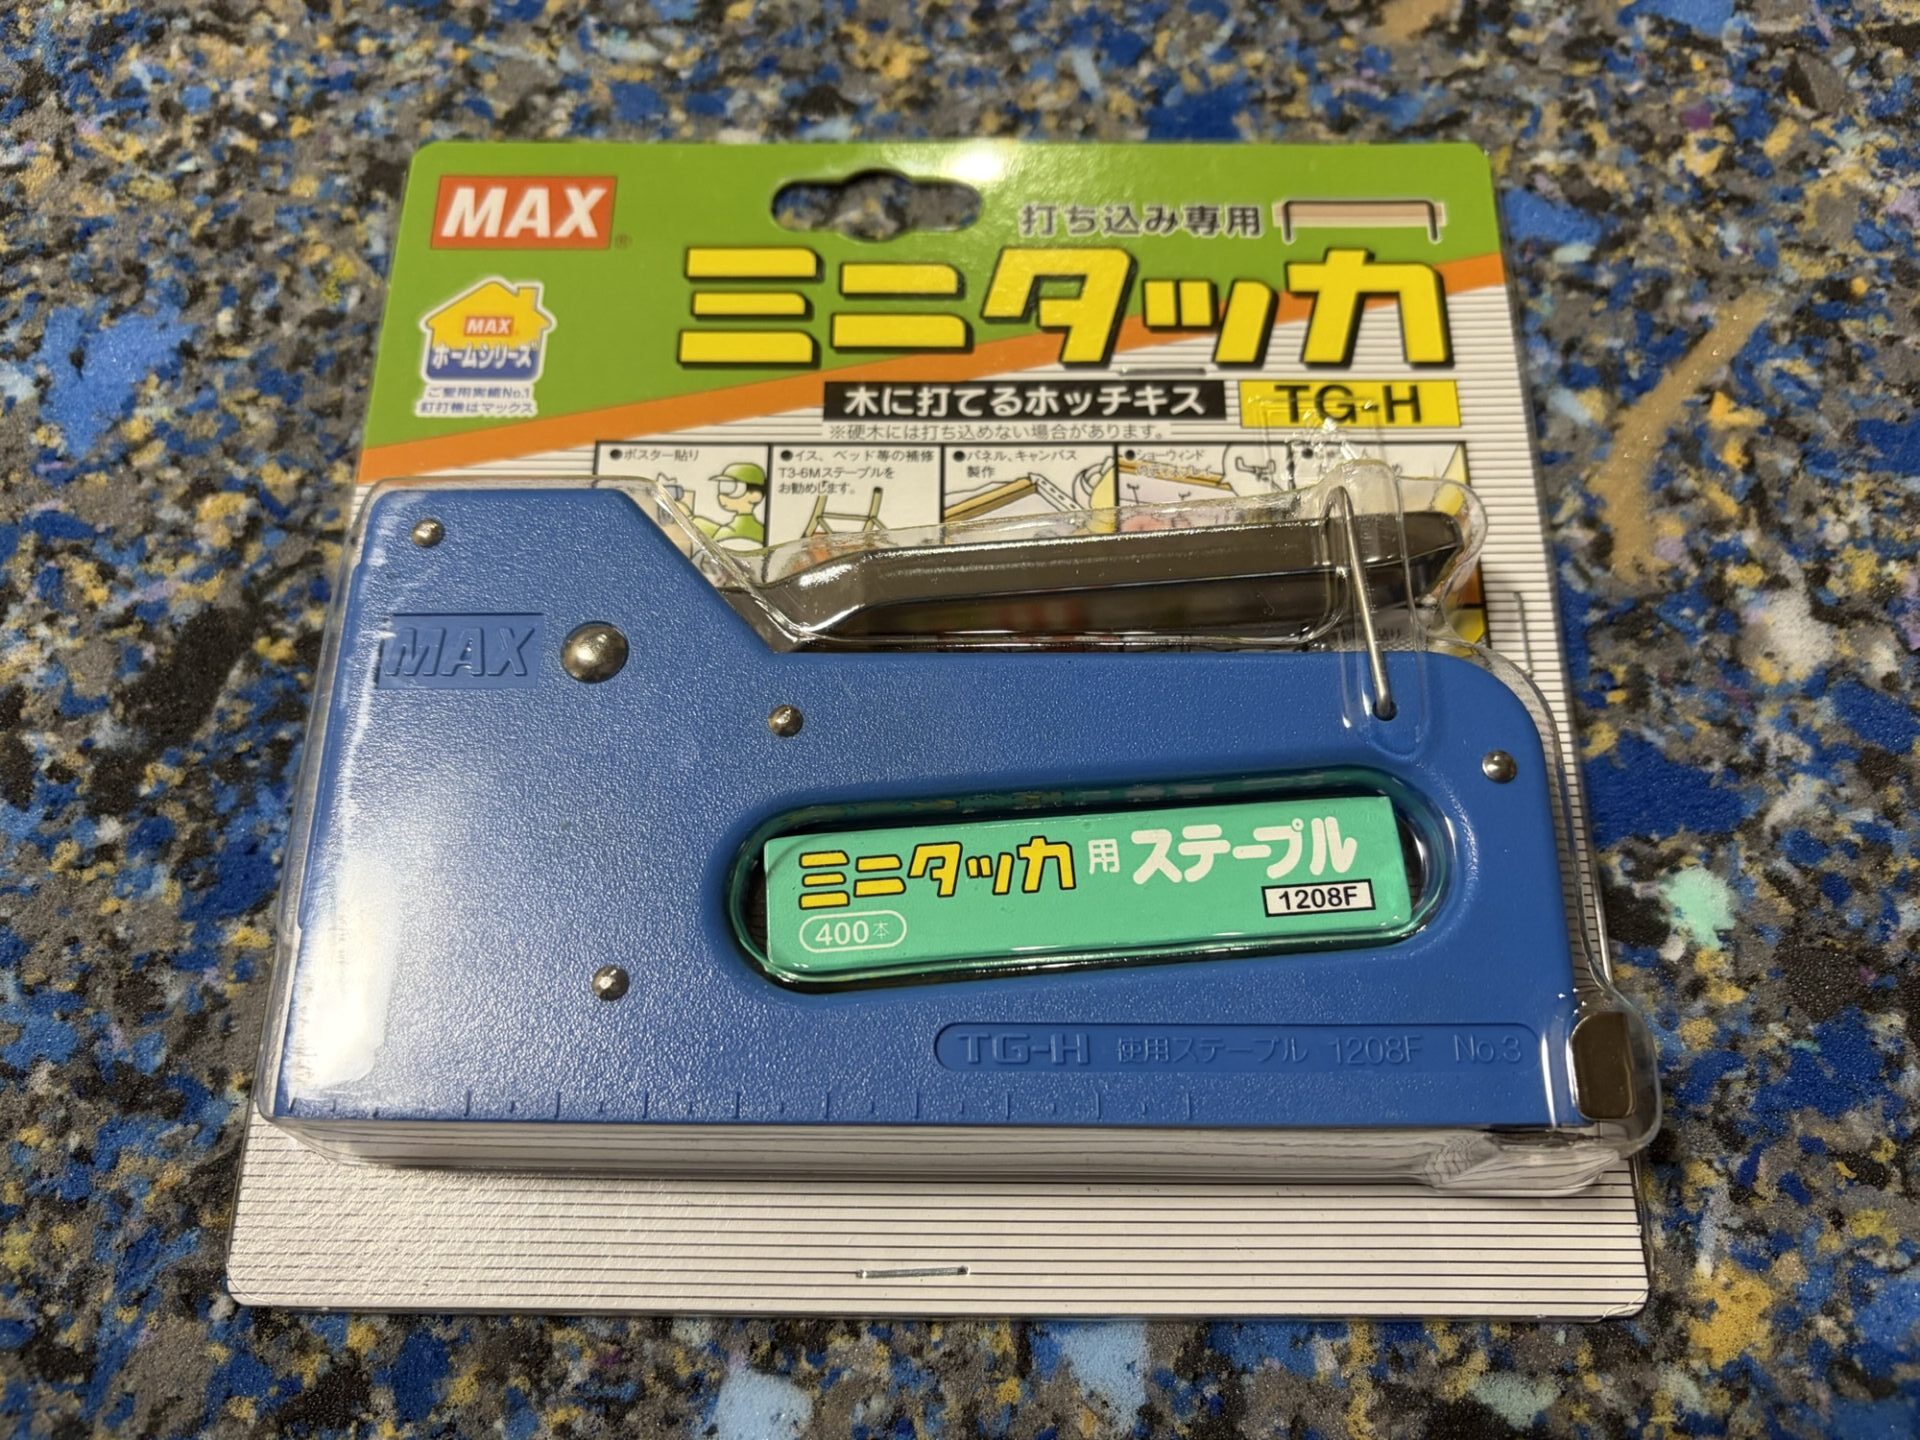 MAX
打ち込み専用
ミニタッカ
MAX
ホームシリーズ
ご愛用実績No.1
釘打機はマックス
木に打てるホッチキス
TG-H
※硬木には打ち込めない場合があります。
●ポスター貼り
●イス、ベッド等の補修
T3-6Mステープルを
お勧めします。
●パネル、キャンバス
製作
●ショーウィンド
MAX
ミニタッカ用ステープル
1208F
400本
TG-H 使用ステープル 1208F No.3